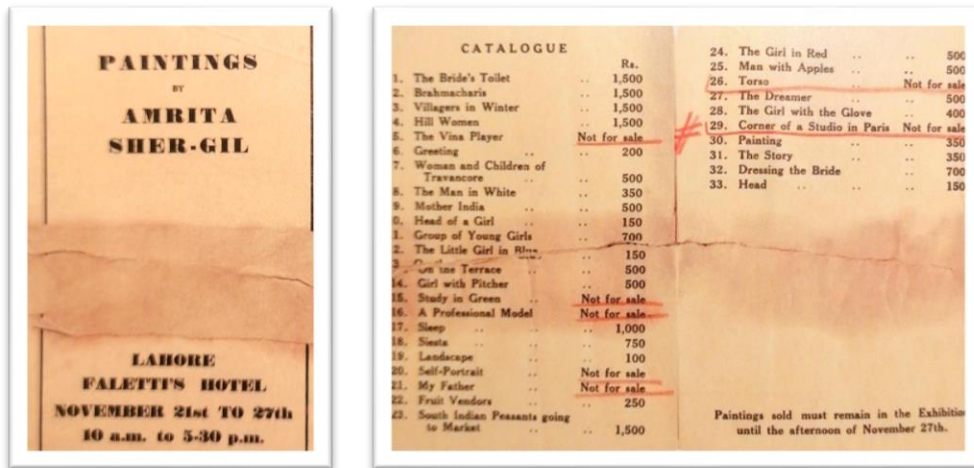 PAINTINGS
BY
AMRITA
SHER-GIL
LAHORE
FALETTI'S HOTEL
NOVEMBER 21st TO 27th
10 a.m. to 5-30 p.m.
CATALOGUE
Rs.
1. The Bride's Toilet .. 1,500
2. Brahmacharis .. 1,500
3. Villagers in Winter .. 1,500
4. Hill Women .. 1,500
5. The Vina Player Not for sale
6. Greeting .. .. 200
7. Woman and Children of
Travancore .. .. 500
8. The Man in White .. 350
9. Mother India .. 500
0. Head of a Girl .. 150
1. Group of Young Girls .. 700
2. The Little Girl in Blue .. 150
3. On the Terrace .. .. 500
14. Girl with Pitcher .. 500
15. Study in Green .. Not for sale
16. A Professional Model Not for sale
17. Sleep .. .. .. 1,000
18. Siesta .. .. .. 750
19. Landscape .. .. 100
20. Self-Portrait .. Not for sale
21. My Father .. Not for sale
22. Fruit Vendors .. 250
23. South Indian Peasants going
to Market .. .. 1,500
24. The Girl in Red .. .. 500
25. Man with Apples .. .. 500
26. Torso .. .. Not for sale
27. The Dreamer .. .. 500
28. The Girl with the Glove .. 400
29. Corner of a Studio in Paris Not for sale
30. Painting .. .. 350
31. The Story .. .. 350
32. Dressing the Bride .. 700
33. Head .. .. .. 150
Paintings sold must remain in the Exhibition
until the afternoon of November 27th.